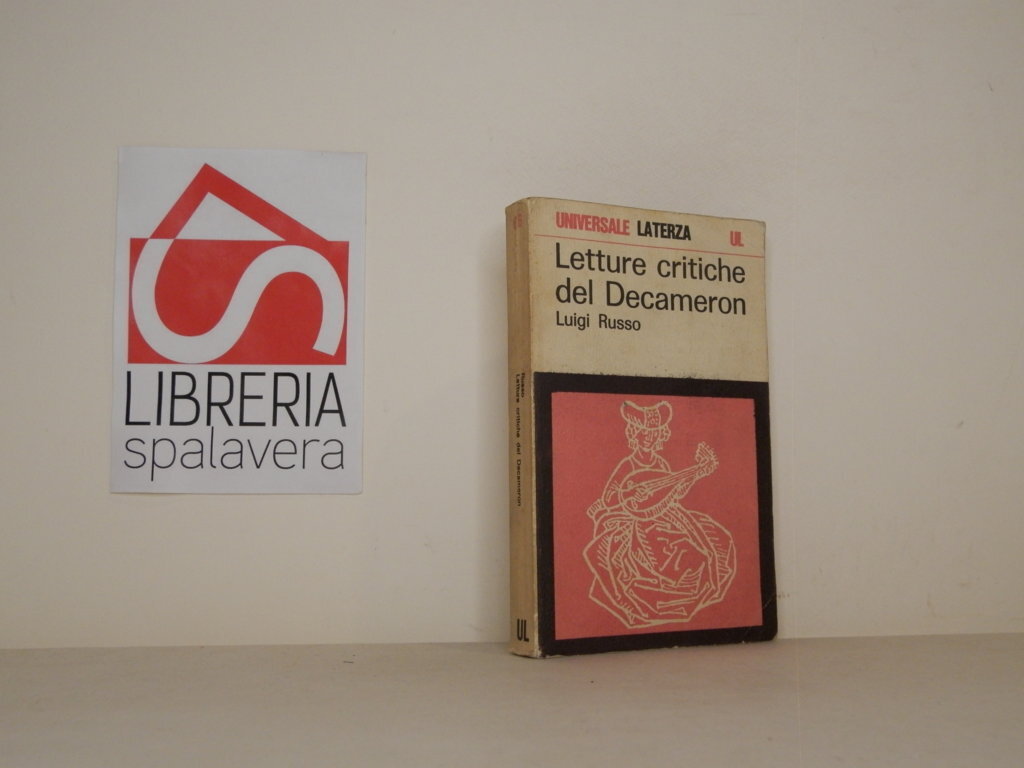 LIBRERIA
spalavera
UNIVERSALE LATERZA UL
Letture critiche
del Decameron
Luigi Russo
Russo
Letture critiche del Decameron
UL